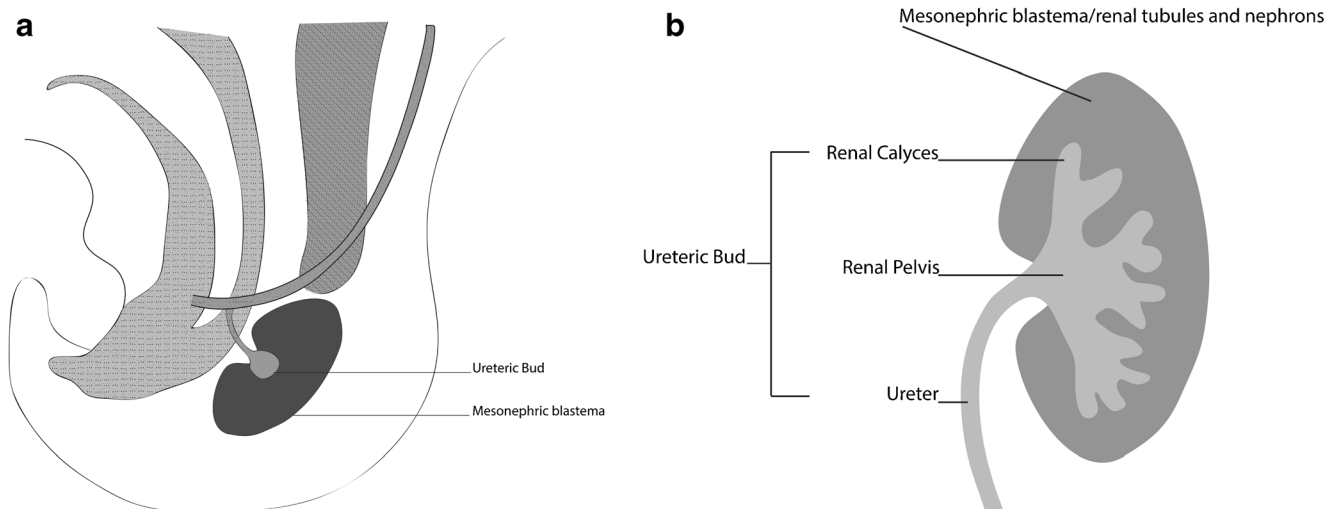 a
Ureteric Bud
Mesonephric blastema
b
Mesonephric blastema/renal tubules and nephrons
Renal Calyces
Ureteric Bud
Renal Pelvis
Ureter